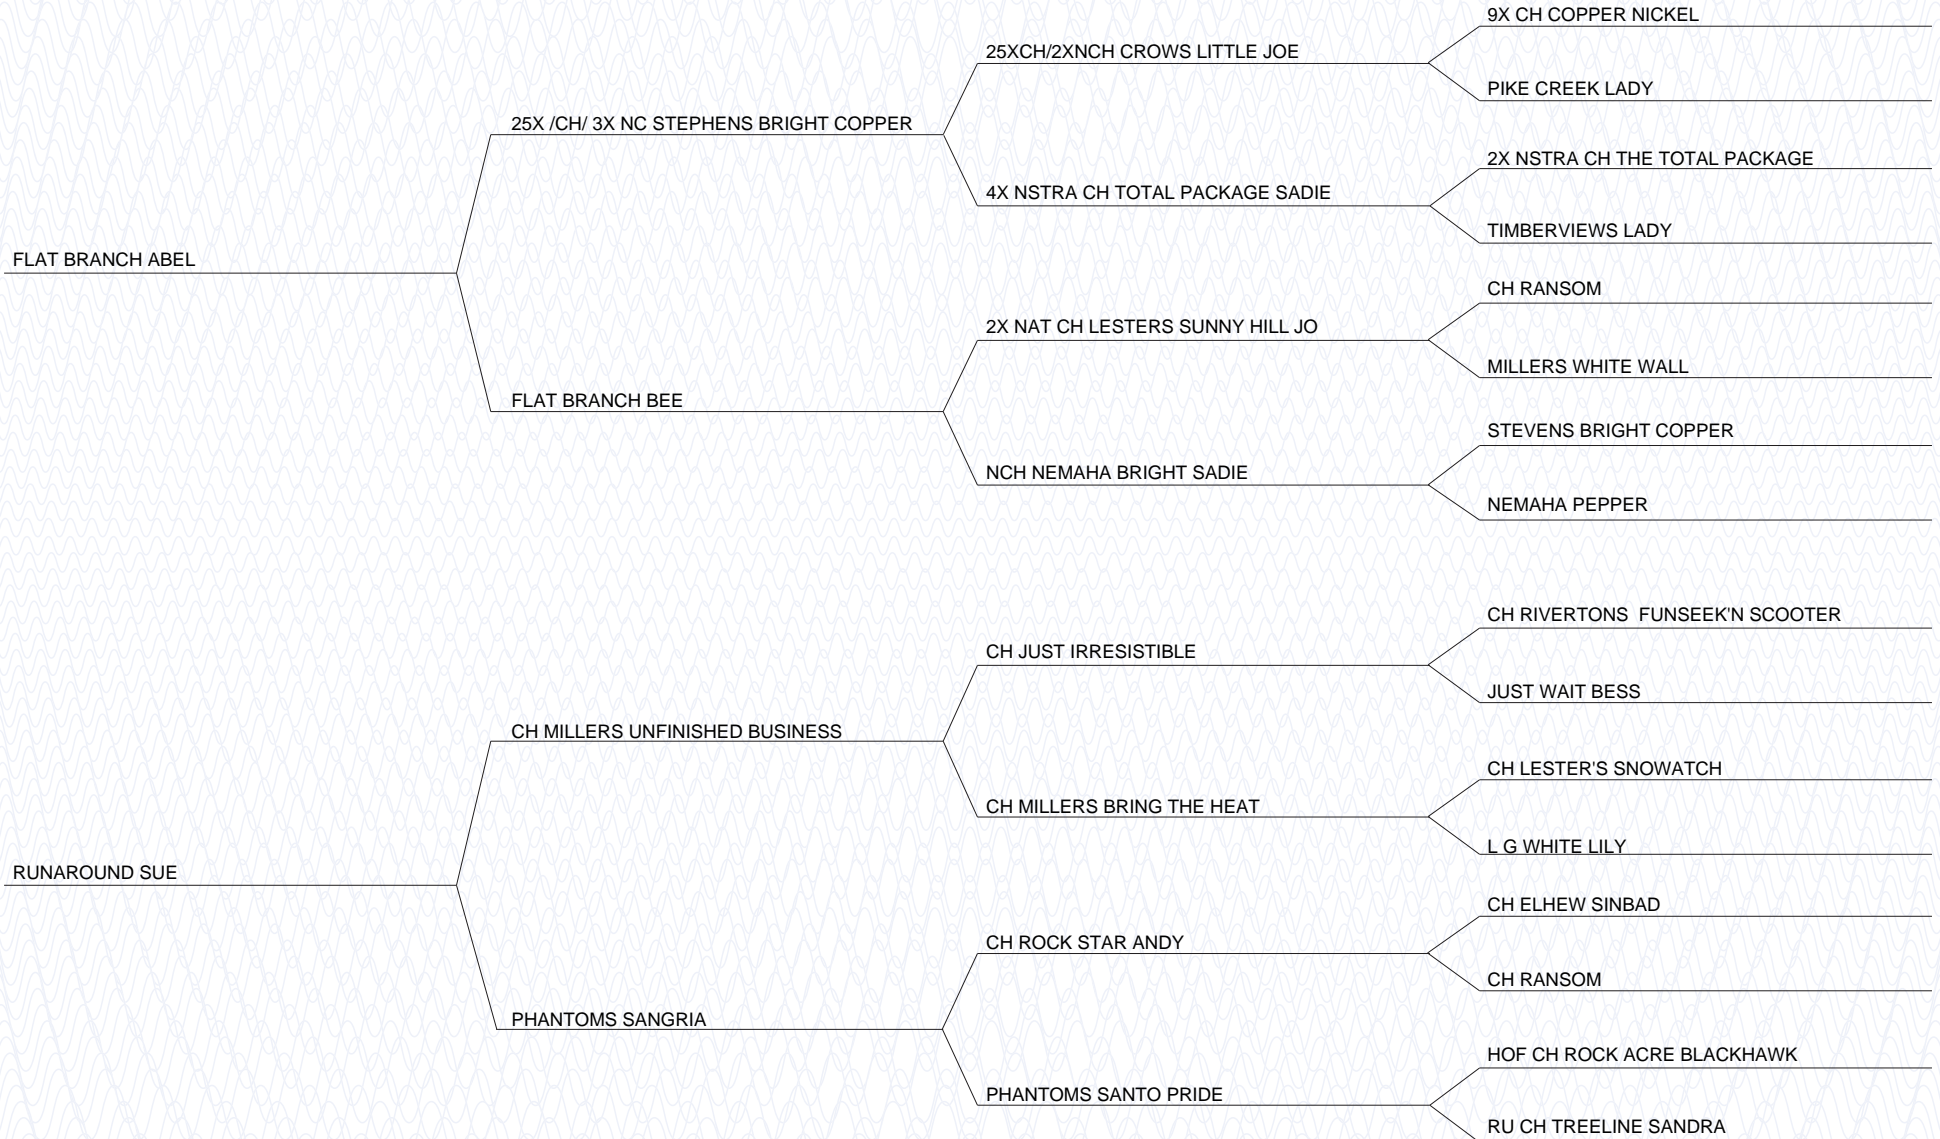 9X CH COPPER NICKEL
25XCH/2XNCH CROWS LITTLE JOE
PIKE CREEK LADY
25X /CH/ 3X NC STEPHENS BRIGHT COPPER
2X NSTRA CH THE TOTAL PACKAGE
4X NSTRA CH TOTAL PACKAGE SADIE
TIMBERVIEWS LADY
FLAT BRANCH ABEL
CH RANSOM
2X NAT CH LESTERS SUNNY HILL JO
MILLERS WHITE WALL
FLAT BRANCH BEE
STEVENS BRIGHT COPPER
NCH NEMAHA BRIGHT SADIE
NEMAHA PEPPER
CH RIVERTONS  FUNSEEK'N SCOOTER
CH JUST IRRESISTIBLE
JUST WAIT BESS
CH MILLERS UNFINISHED BUSINESS
CH LESTER'S SNOWATCH
CH MILLERS BRING THE HEAT
L G WHITE LILY
RUNAROUND SUE
CH ELHEW SINBAD
CH ROCK STAR ANDY
CH RANSOM
PHANTOMS SANGRIA
HOF CH ROCK ACRE BLACKHAWK
PHANTOMS SANTO PRIDE
RU CH TREELINE SANDRA